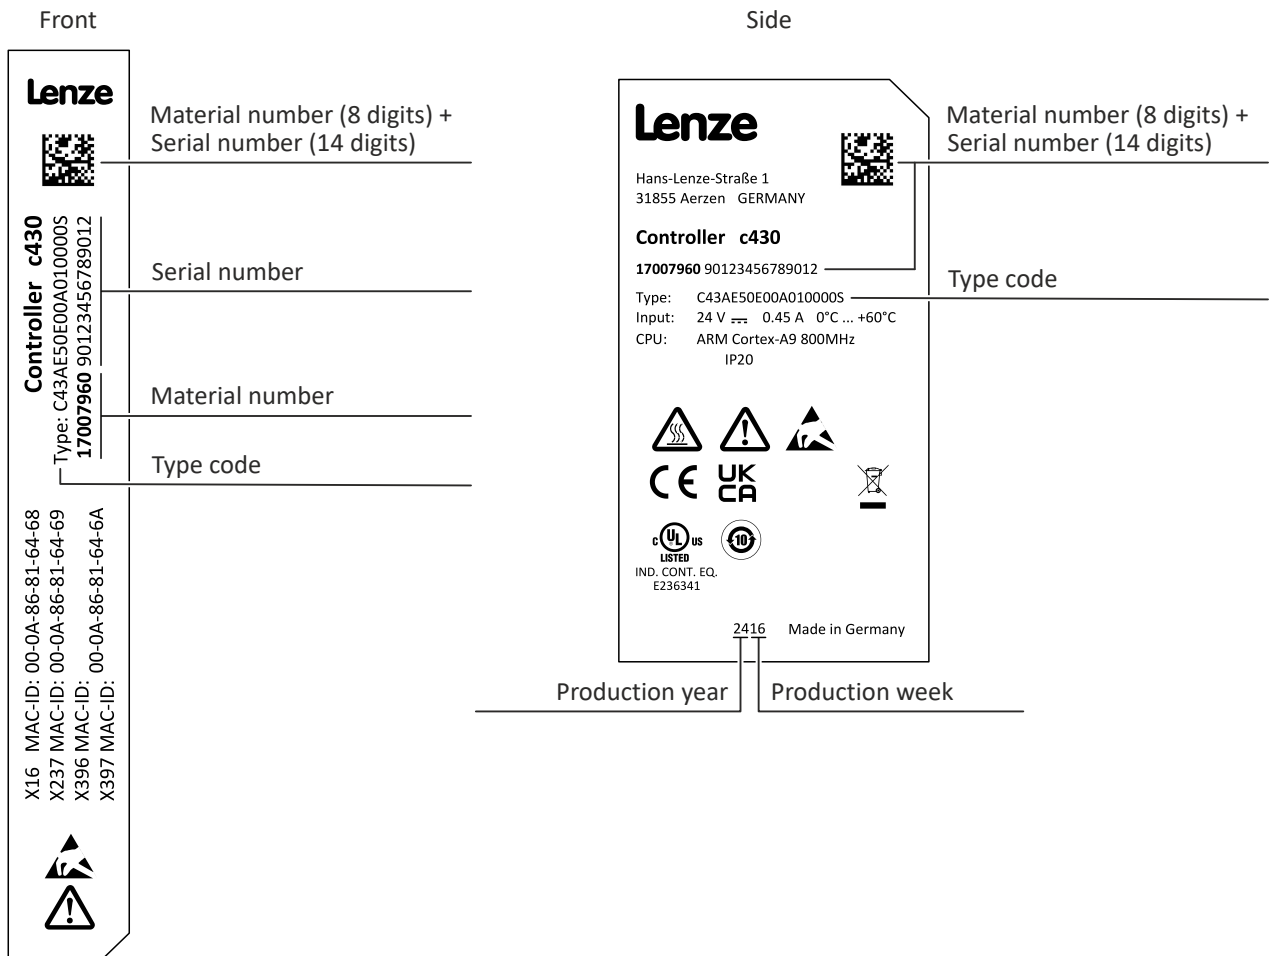 Front
Lenze
Material number (8 digits) +
Serial number (14 digits)
Controller c430
Type: C43AE50E00A010000S
17007960 90123456789012
Serial number
Material number
Type code
X16 MAC-ID: 00-0A-86-81-64-68
X237 MAC-ID: 00-0A-86-81-64-69
X396 MAC-ID:
X397 MAC-ID: 00-0A-86-81-64-6A
Side
Lenze
Material number (8 digits) +
Serial number (14 digits)
Hans-Lenze-Straße 1
31855 Aerzen GERMANY
Controller c430
17007960 90123456789012
Type: C43AE50E00A010000S
Type code
Input: 24 V 0.45 A 0°C ... +60°C
CPU: ARM Cortex-A9 800MHz
IP20
CE UK
CA
C UL US
LISTED
10
IND. CONT. EQ.
E236341
2416 Made in Germany
Production year Production week